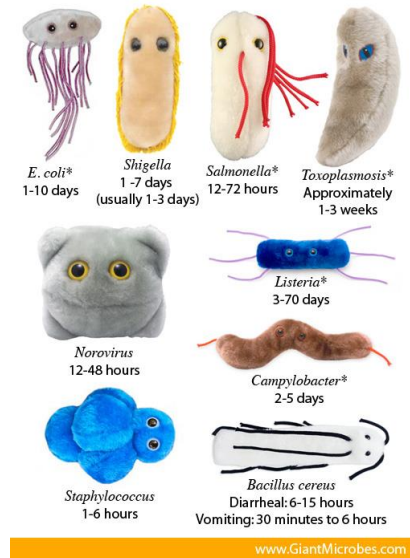 E. coli*
1-10 days
Shigella
1 -7 days
(usually 1-3 days)
Salmonella*
12-72 hours
Toxoplasmosis*
Approximately
1-3 weeks
Norovirus
12-48 hours
Listeria*
3-70 days
Campylobacter*
2-5 days
Staphylococcus
1-6 hours
Bacillus cereus
Diarrheal: 6-15 hours
Vomiting: 30 minutes to 6 hours
www.GiantMicrobes.com